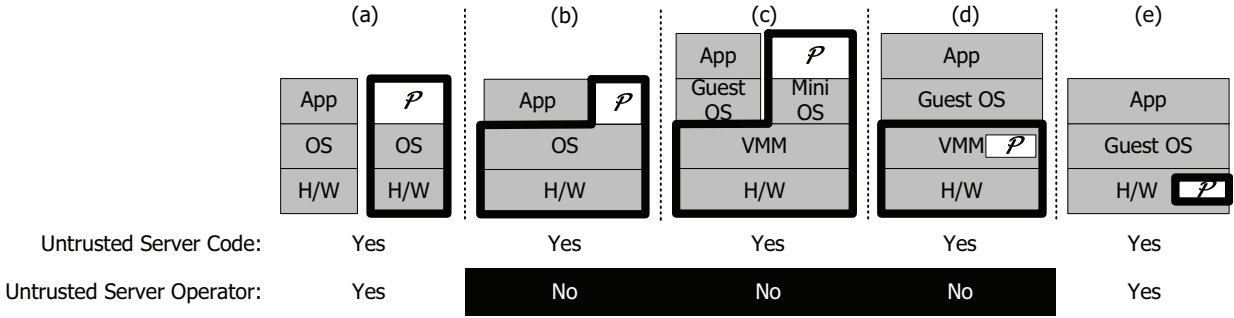 (a) (b) (c) (d) (e)
App 𝒫 App
Guest OS Mini OS Guest OS
App 𝒫 App 𝒫 App
OS OS OS VMM VMM 𝒫 Guest OS
H/W H/W H/W H/W H/W H/W 𝒫
Untrusted Server Code: Yes Yes Yes Yes Yes
Untrusted Server Operator: Yes No No No Yes